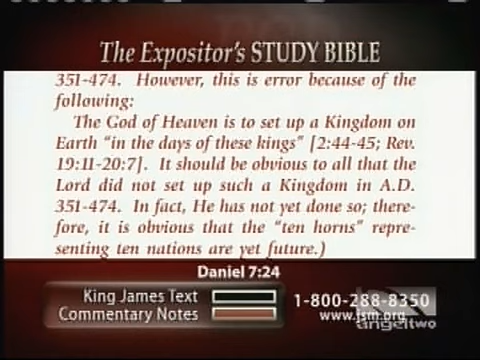 The Expositor's STUDY BIBLE
351-474. However, this is error because of the
following:
The God of Heaven is to set up a Kingdom on
Earth “in the days of these kings” [2:44-45; Rev.
19:11-20:7]. It should be obvious to all that the
Lord did not set up such a Kingdom in A.D.
351-474. In fact, He has not yet done so; there-
fore, it is obvious that the “ten horns” repre-
senting ten nations are yet future.)
Daniel 7:24
King James Text
Commentary Notes
1-800-288-8350
www.jsm.org
angel two